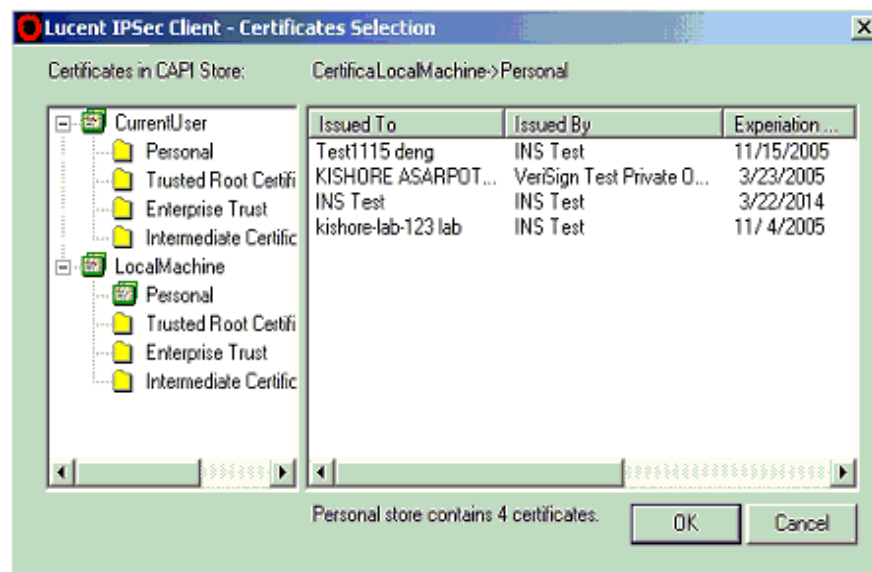 Lucent IPSec Client - Certificates Selection
Certificates in CAPI Store:
CertificaLocalMachine->Personal
CurrentUser
Personal
Trusted Root Certifi
Enterprise Trust
Intermediate Certific
LocalMachine
Personal
Trusted Root Certifi
Enterprise Trust
Intermediate Certific
Issued To Issued By Experiation ...
Test1115 deng INS Test 11/15/2005
KISHORE ASARPOT... VeriSign Test Private O... 3/23/2005
INS Test INS Test 3/22/2014
kishore-lab-123 lab INS Test 11/ 4/2005
Personal store contains 4 certificates.
OK
Cancel